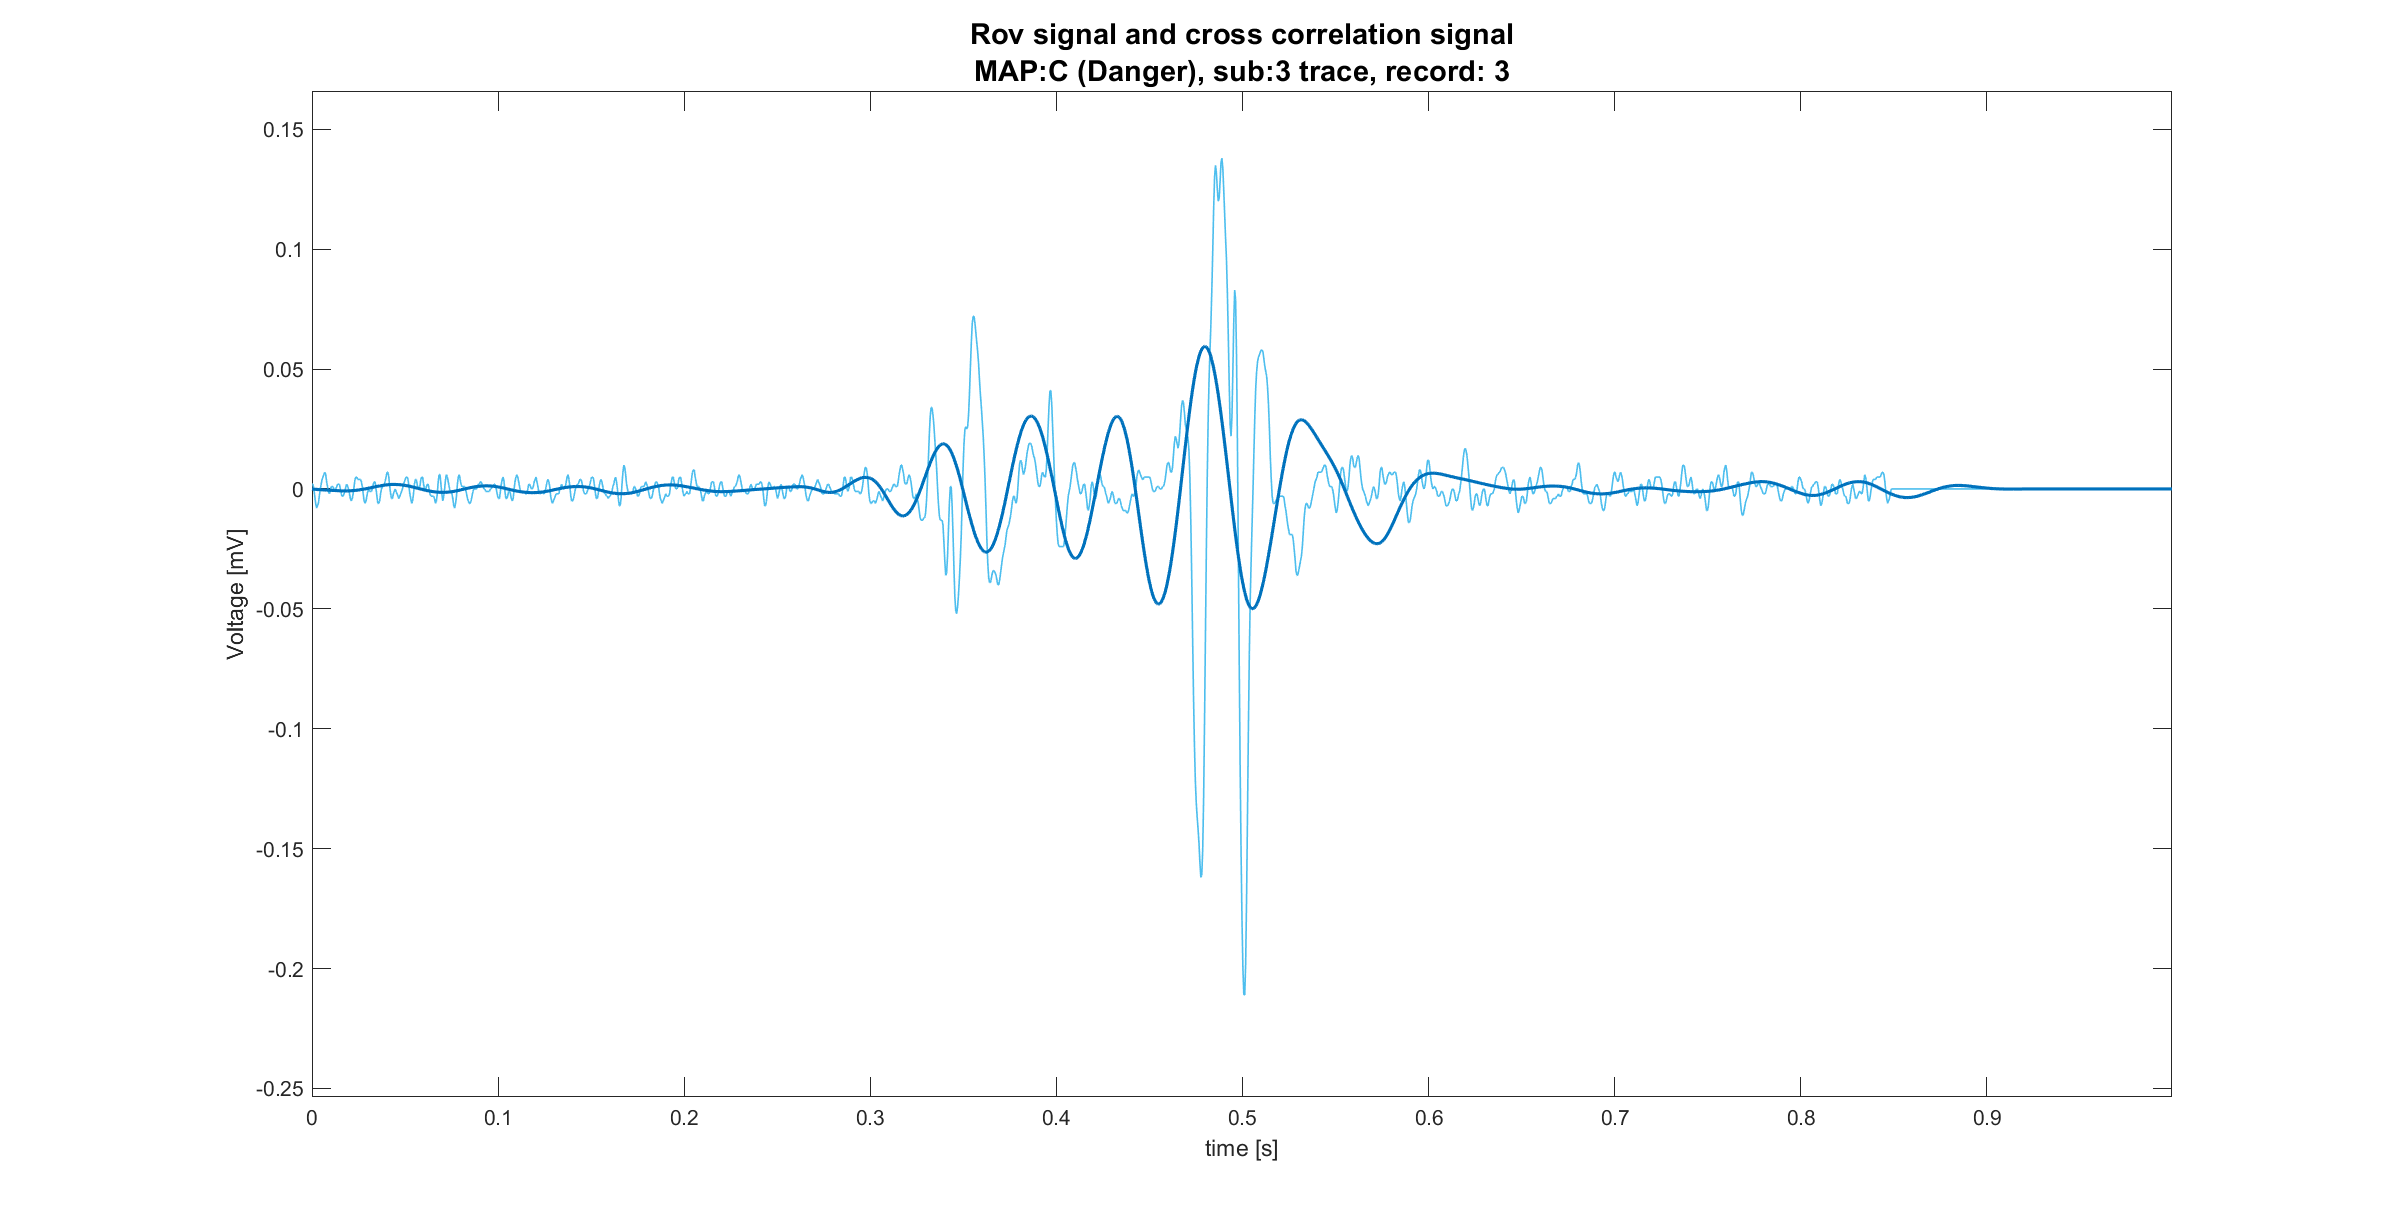 Rov signal and cross correlation signal
MAP:C (Danger), sub:3 trace, record: 3
0.15
0.1
0.05
0
-0.05
-0.1
-0.15
-0.2
-0.25
Voltage [mV]
0 0.1 0.2 0.3 0.4 0.5 0.6 0.7 0.8 0.9
time [s]